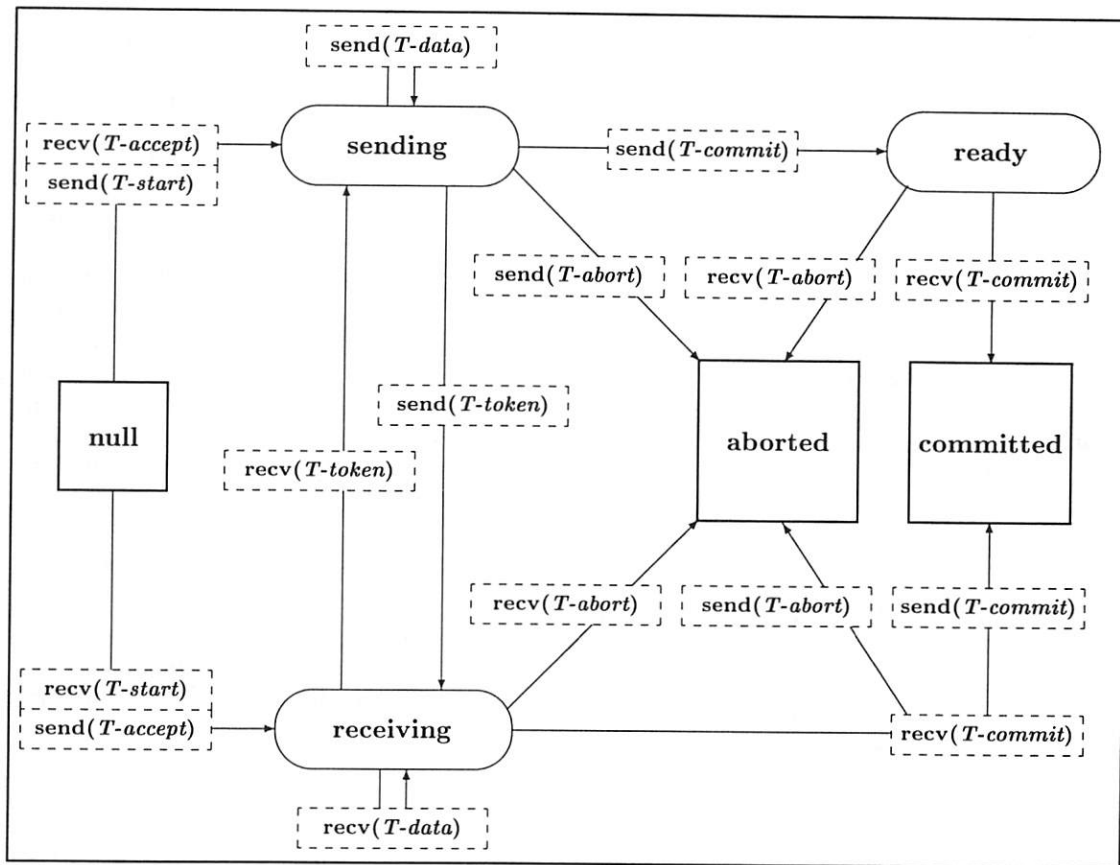 send(T-data)
recv(T-accept)
send(T-start)
sending
send(T-commit)
ready
send(T-abort)
recv(T-abort)
recv(T-commit)
null
send(T-token)
recv(T-token)
aborted
committed
recv(T-abort)
send(T-abort)
send(T-commit)
recv(T-start)
send(T-accept)
receiving
recv(T-commit)
recv(T-data)